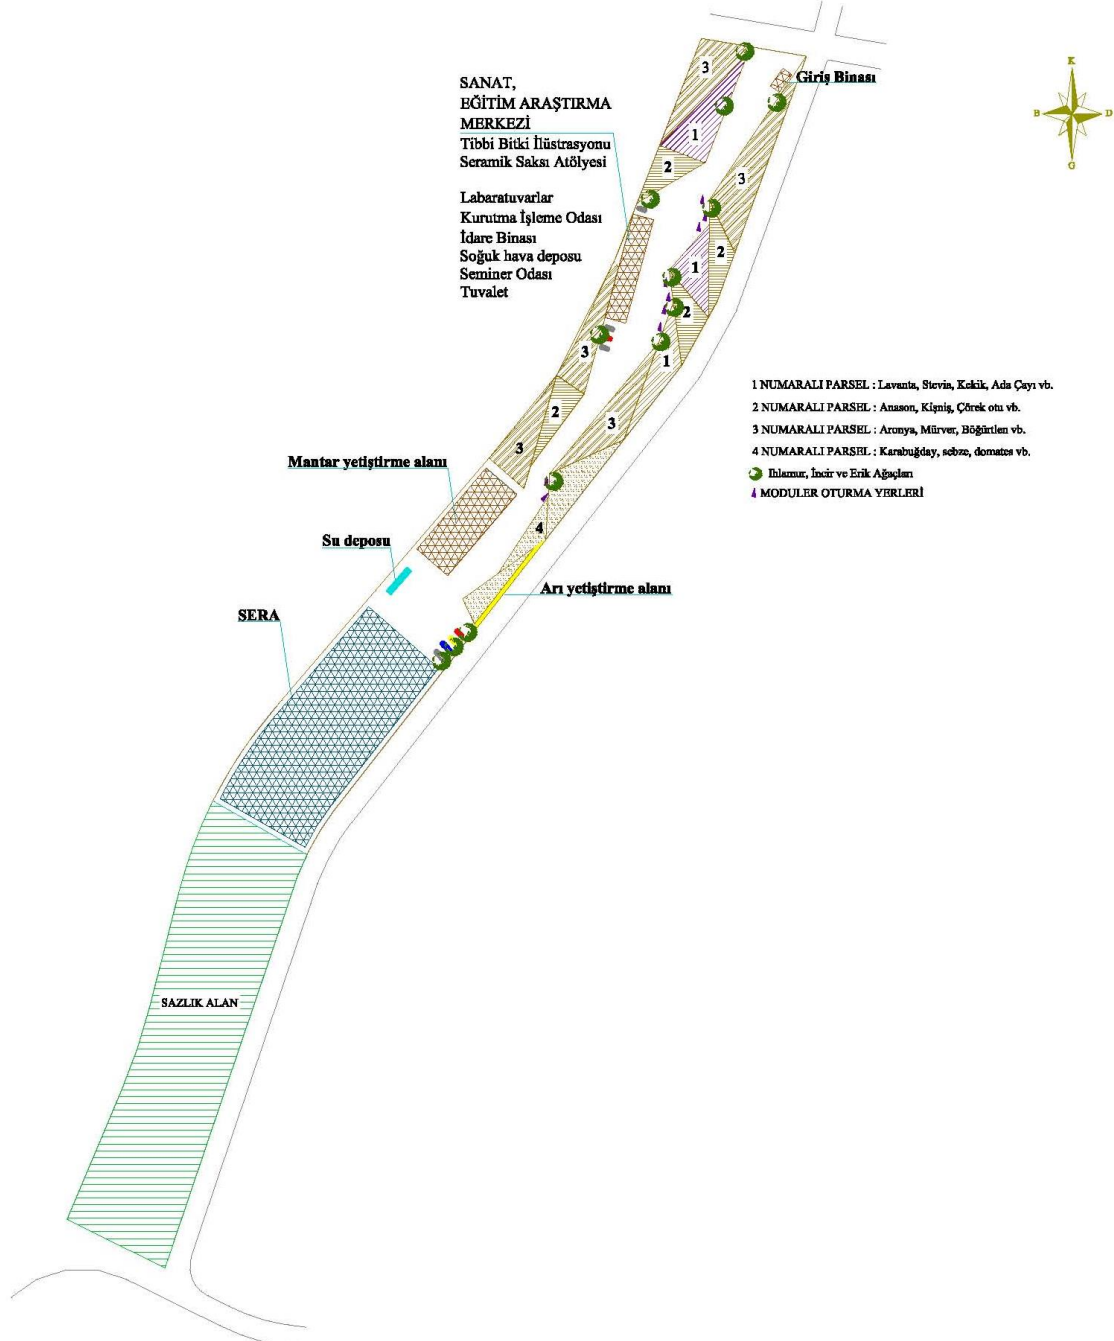 K
B
D
G
Giriş Binası
SANAT,
EĞİTİM ARAŞTIRMA
MERKEZİ
Tibbi Bitki İlüstrasyonu
Seramik Saksı Atölyesi
Labaratuvarlar
Kurutma İşleme Odası
İdare Binası
Soğuk hava deposu
Seminer Odası
Tuvalet
3
1
2
3
2
1
2
1
3
3
2
3
4
1 NUMARALI PARSEL : Lavanta, Stevia, Kekik, Ada Çayı vb.
2 NUMARALI PARSEL : Anason, Kişniş, Çörek otu vb.
3 NUMARALI PARSEL : Aronya, Mürver, Böğürtlen vb.
4 NUMARALI PARSEL : Karabuğday, sebze, domates vb.
Ihlamur, İncir ve Erik Ağaçları
MODULER OTURMA YERLERİ
Mantar yetiştirme alanı
Su deposu
Arı yetiştirme alanı
SERA
SAZLIK ALAN